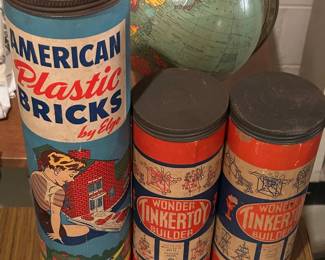 AMERICAN
Plastic
BRICKS
by Elgo
WONDER
TINKERTOY
BUILDER
WONDER
TINKERTOY
BUILDER